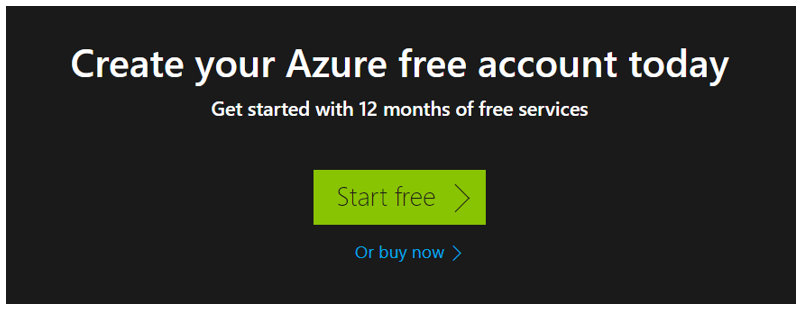 Create your Azure free account today
Get started with 12 months of free services
Start free
Or buy now